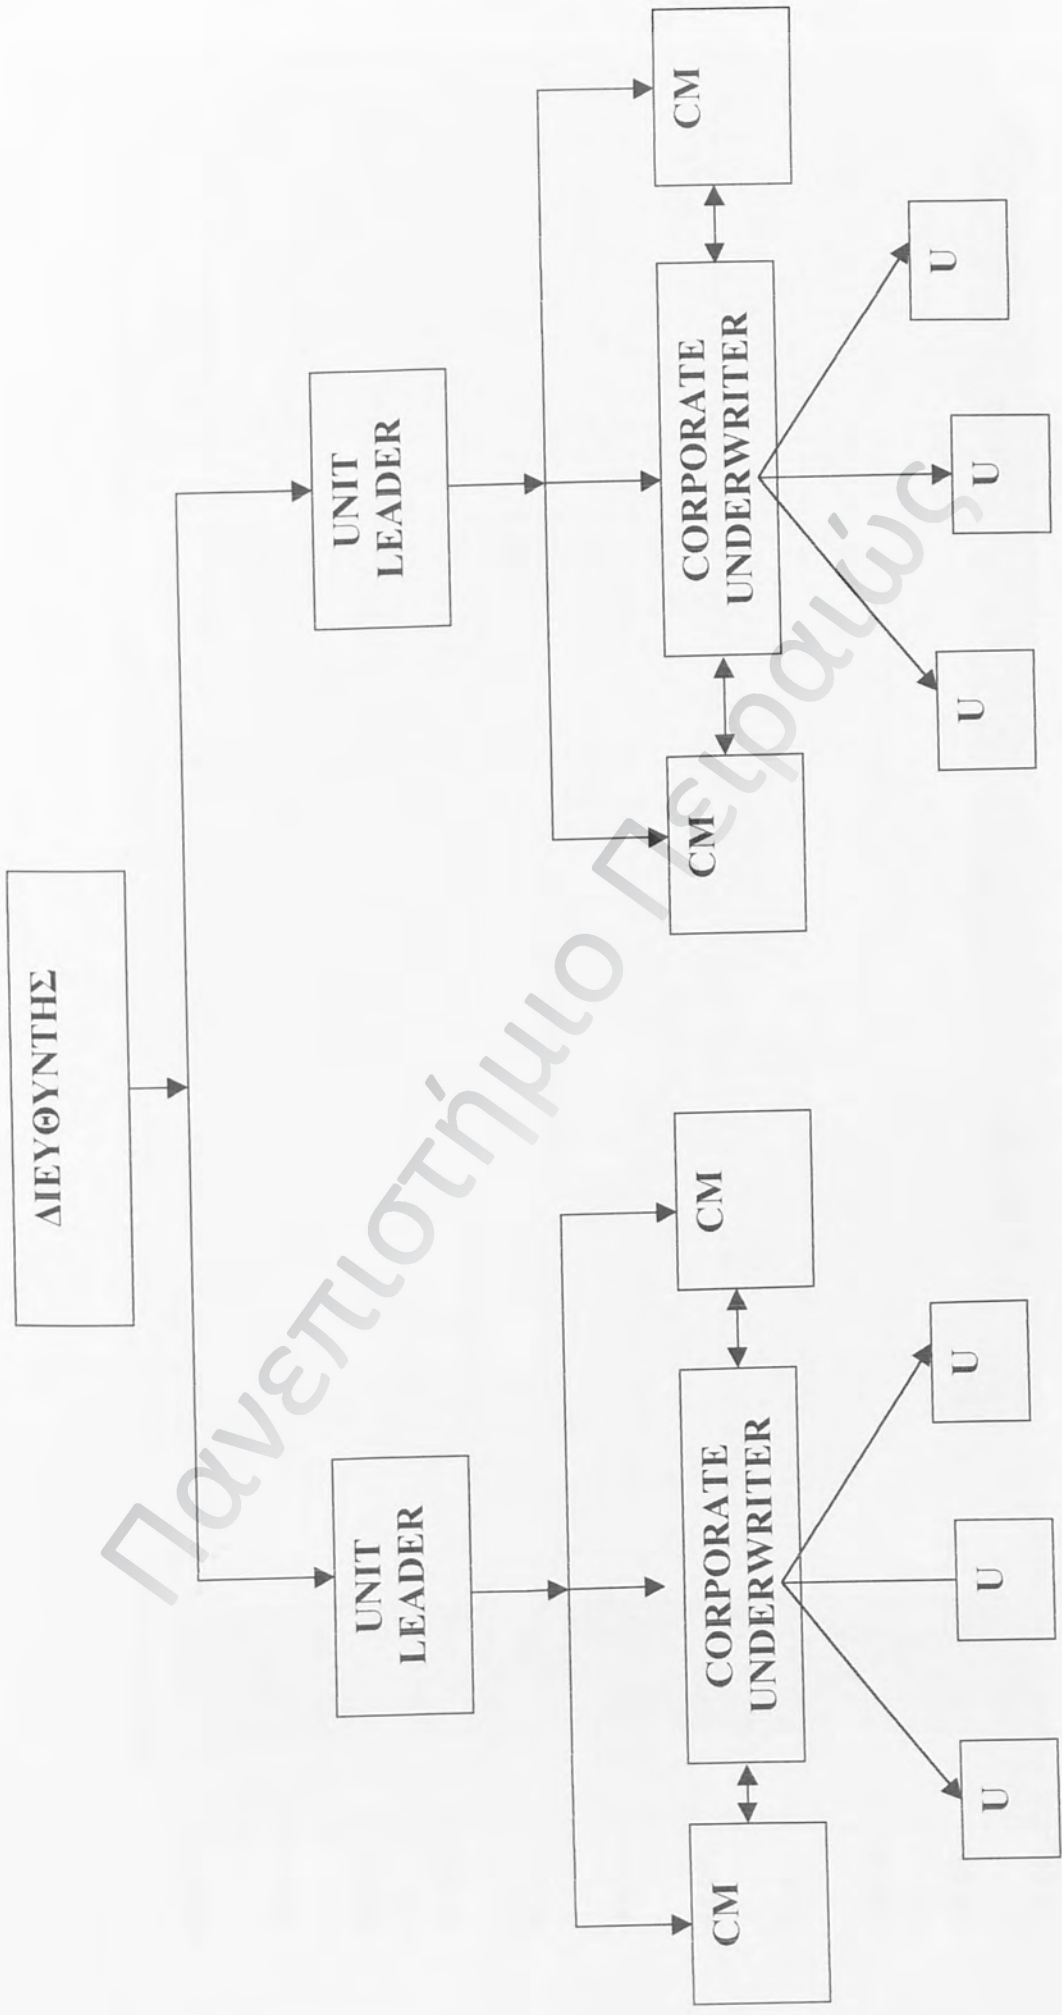 ΔΙΕΥΘΥΝΤΗΣ
UNIT
LEADER
UNIT
LEADER
CM
CORPORATE
UNDERWRITER
CM
CM
CORPORATE
UNDERWRITER
CM
U
U
U
U
U
U
Πανεπιστήμιο Πειραιώς